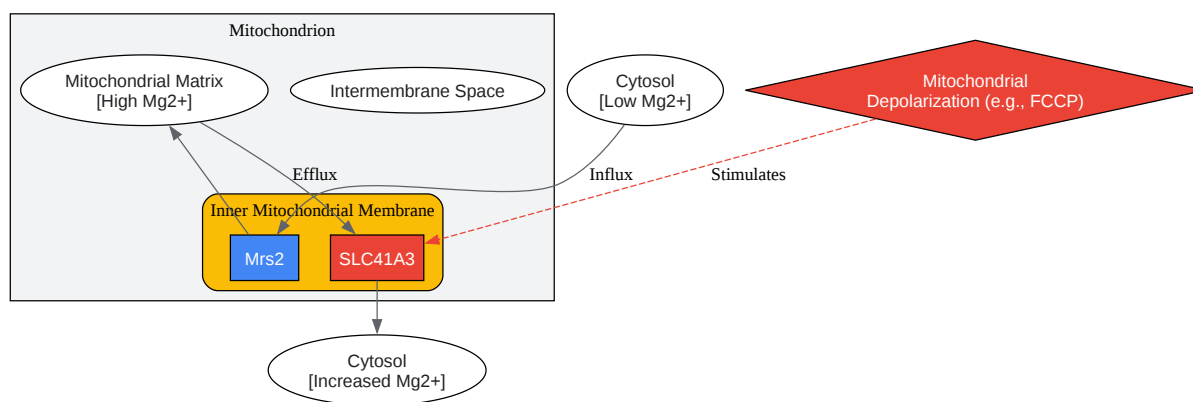 Mitochondrion
Mitochondrial Matrix
[High Mg2+]
Intermembrane Space
Cytosol
[Low Mg2+]
Mitochondrial
Depolarization (e.g., FCCP)
Efflux
Influx
Stimulates
Inner Mitochondrial Membrane
Mrs2
SLC41A3
Cytosol
[Increased Mg2+]